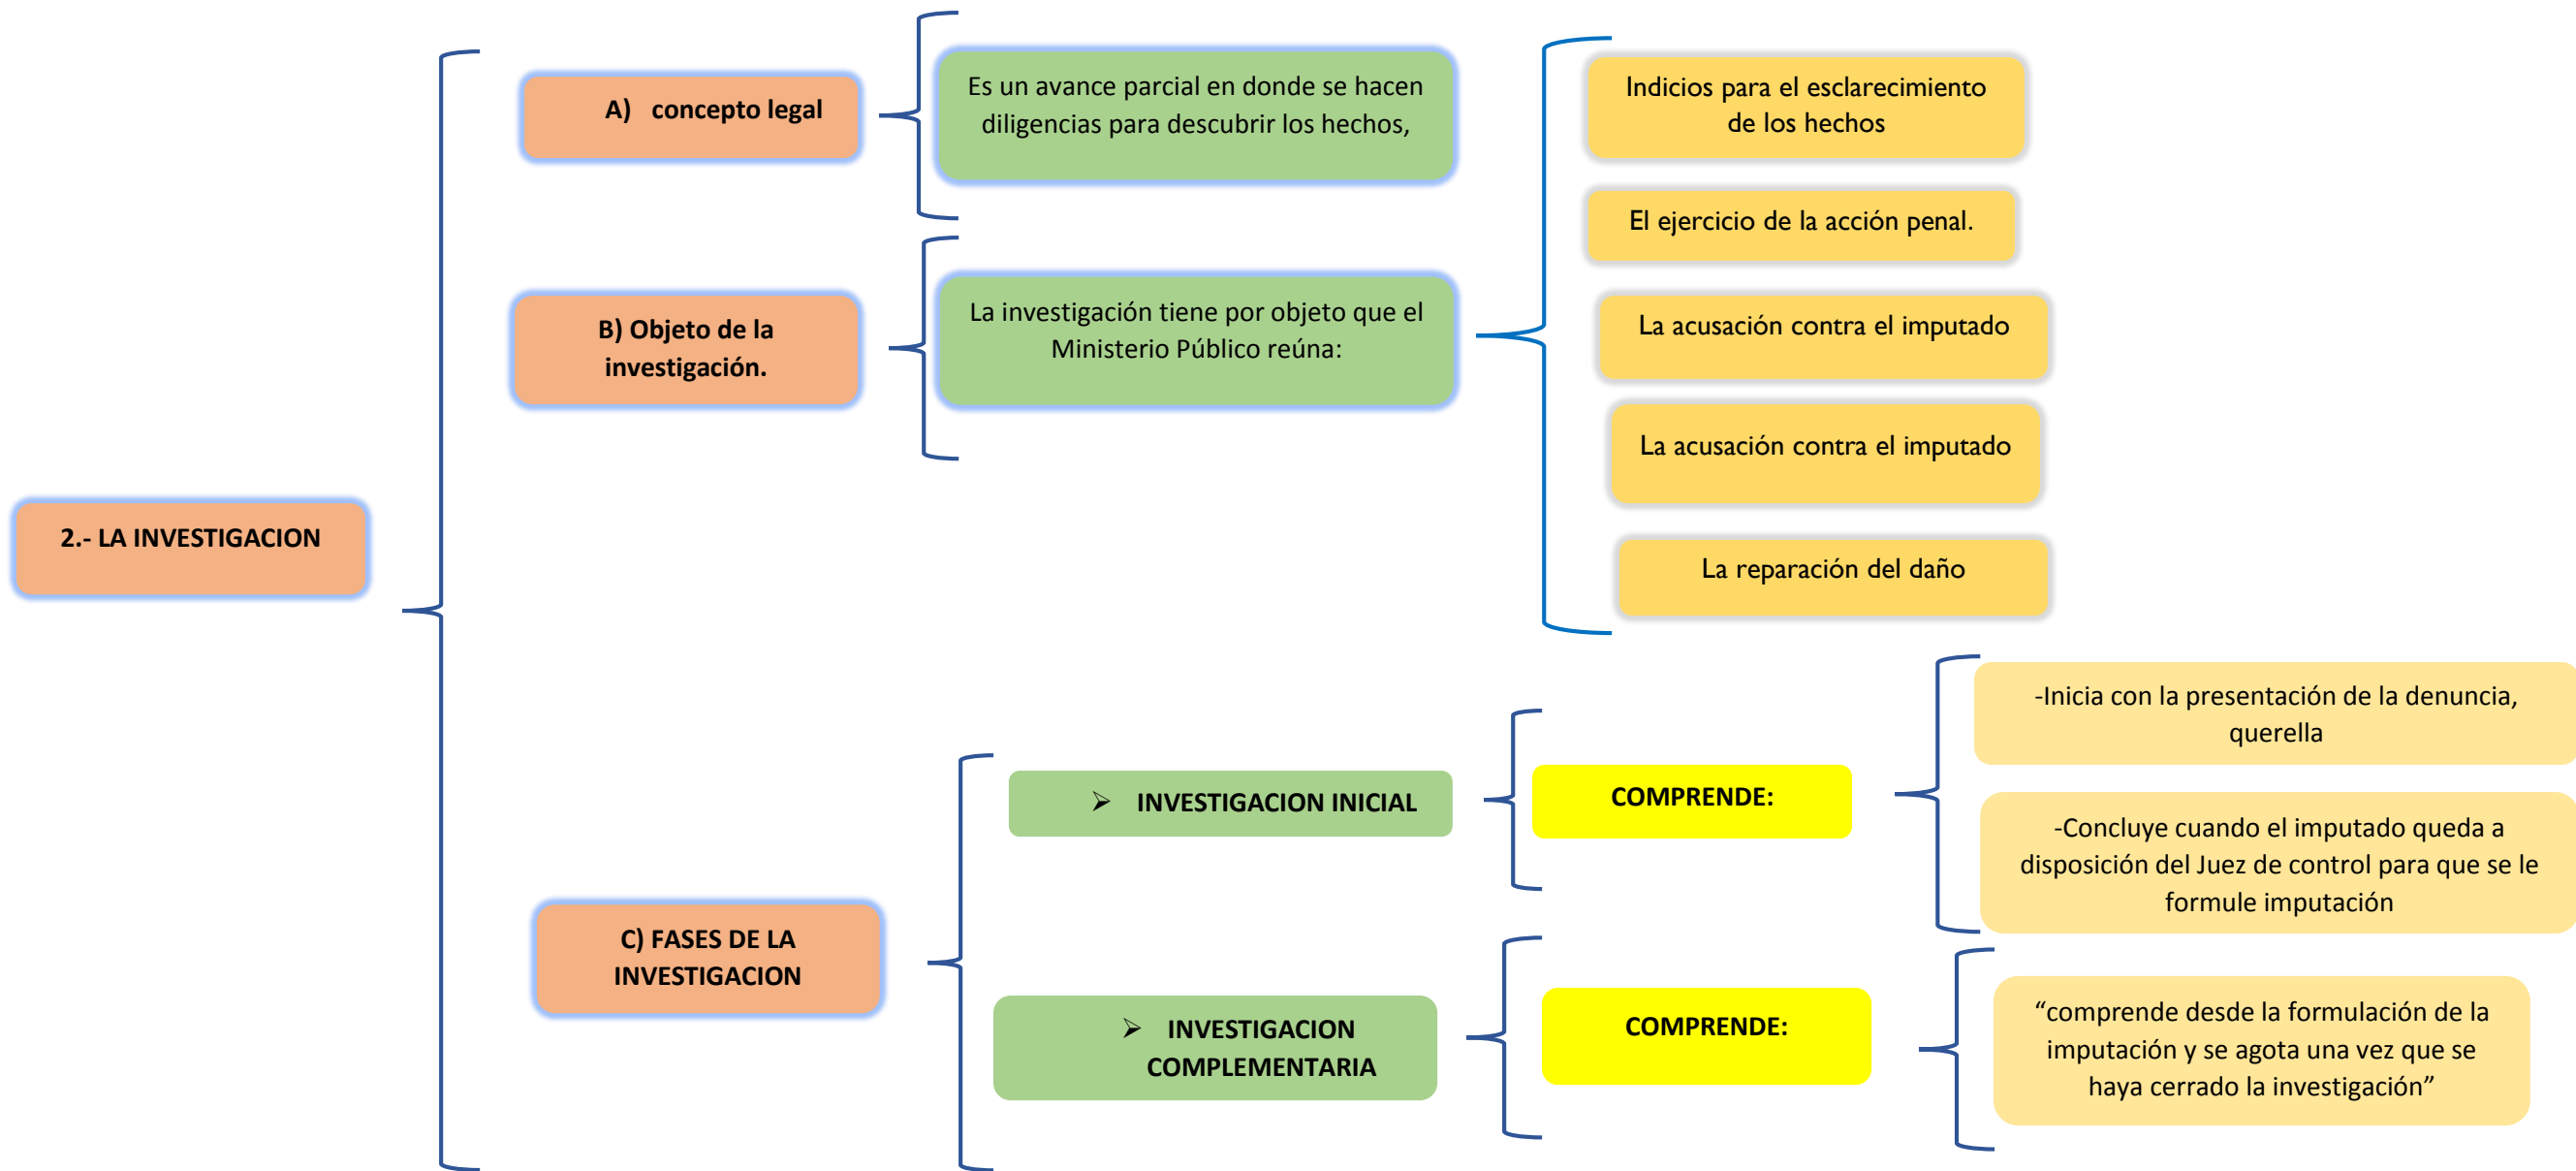 2.- LA INVESTIGACION
A) concepto legal
Es un avance parcial en donde se hacen
diligencias para descubrir los hechos,
B) Objeto de la
investigación.
La investigación tiene por objeto que el
Ministerio Público reúna:
Indicios para el esclarecimiento
de los hechos
El ejercicio de la acción penal.
La acusación contra el imputado
La acusación contra el imputado
La reparación del daño
C) FASES DE LA
INVESTIGACION
➢ INVESTIGACION INICIAL
COMPRENDE:
-Inicia con la presentación de la denuncia,
querella
-Concluye cuando el imputado queda a
disposición del Juez de control para que se le
formule imputación
➢ INVESTIGACION
COMPLEMENTARIA
COMPRENDE:
“comprende desde la formulación de la
imputación y se agota una vez que se
haya cerrado la investigación”